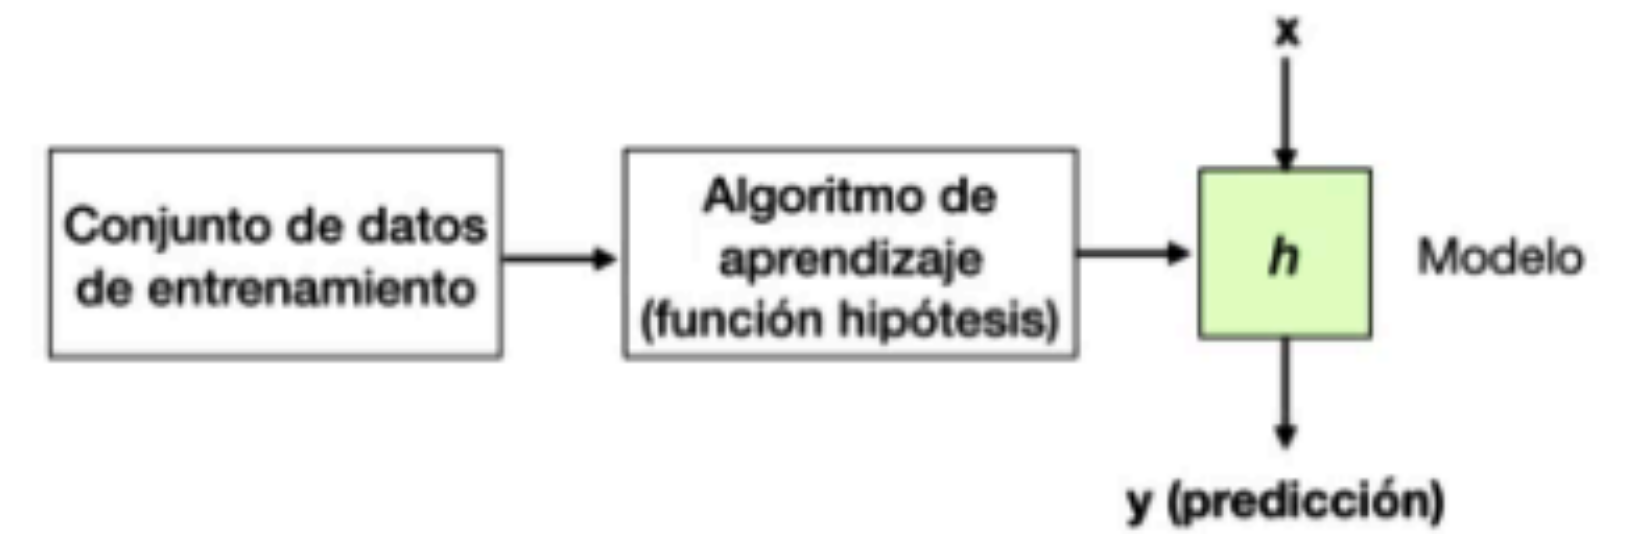 x
Conjunto de datos
de entrenamiento
Algoritmo de
aprendizaje
(función hipótesis)
h
Modelo
y (predicción)